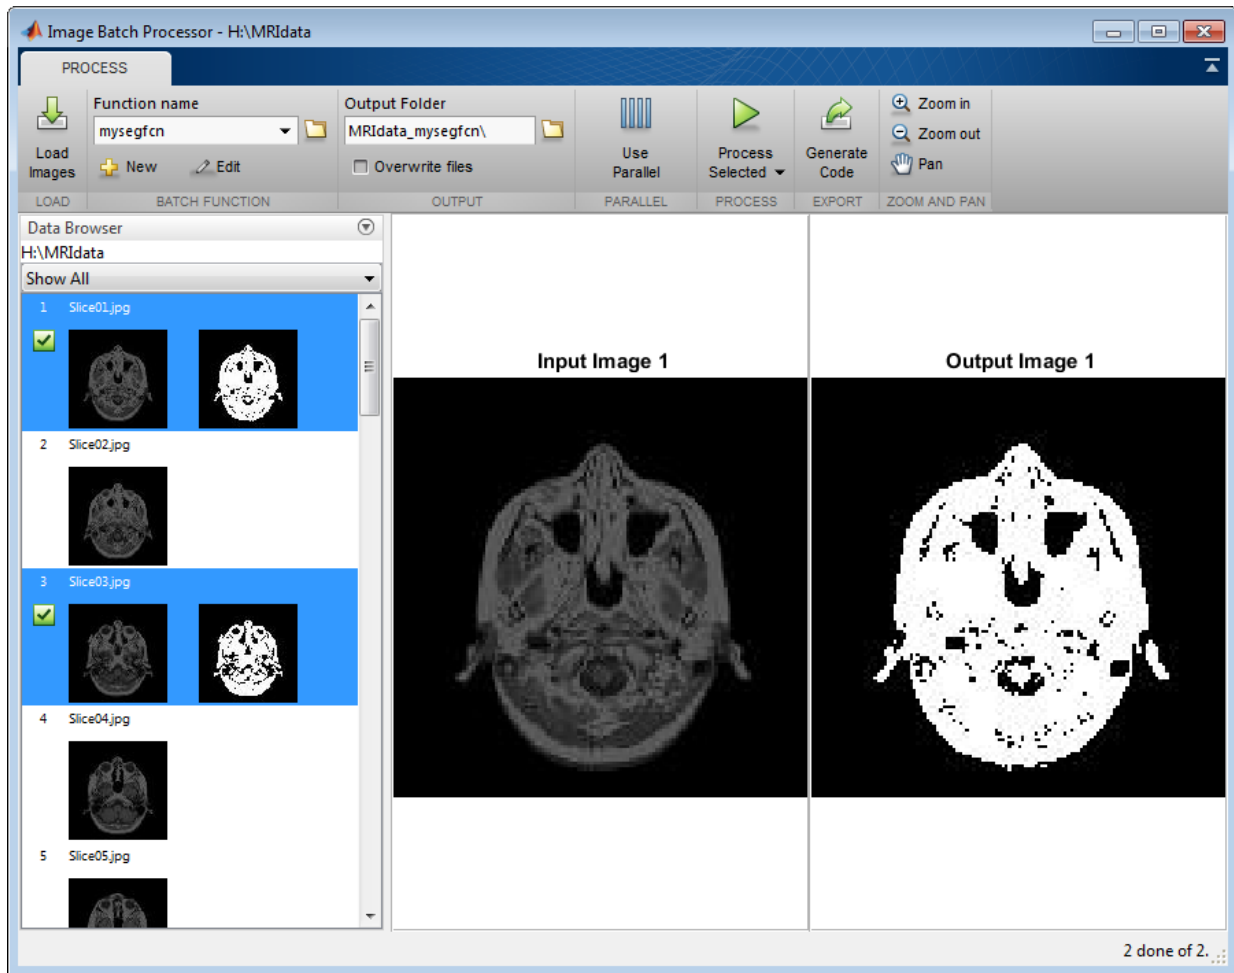 Image Batch Processor - H:\MRIdata
PROCESS
Load
Images
LOAD
Function name
mysegfcn
New
Edit
BATCH FUNCTION
Output Folder
MRIdata_mysegfcn\
Overwrite files
OUTPUT
Use
Parallel
PARALLEL
Process
Selected
PROCESS
Generate
Code
EXPORT
Zoom in
Zoom out
Pan
ZOOM AND PAN
Data Browser
H:\MRIdata
Show All
1 Slice01.jpg
2 Slice02.jpg
3 Slice03.jpg
4 Slice04.jpg
5 Slice05.jpg
Input Image 1
Output Image 1
2 done of 2.